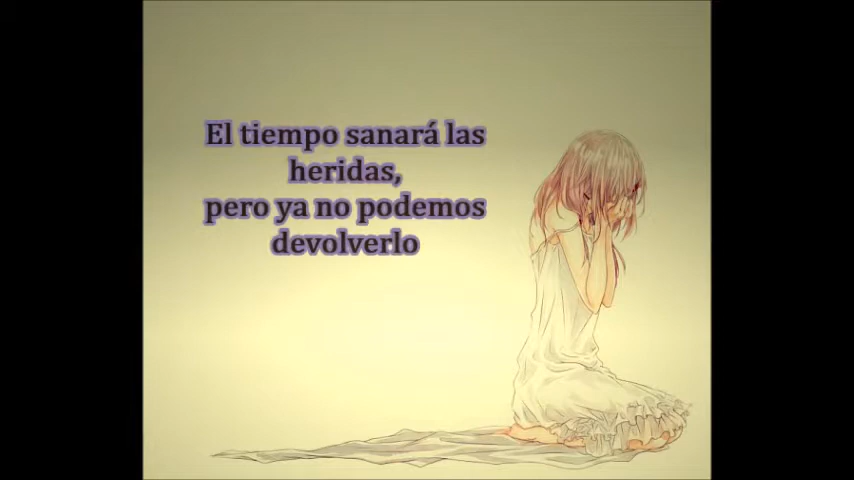 El tiempo sanará las
heridas,
pero ya no podemos
devolverlo